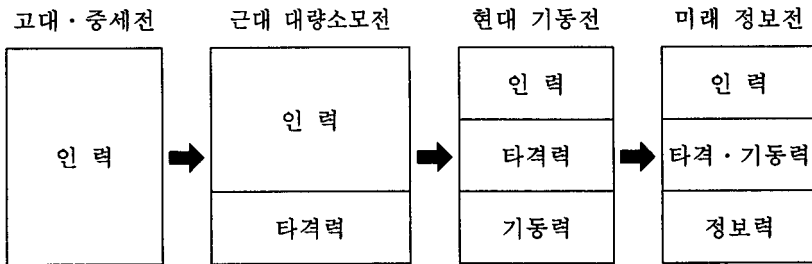 고대 · 중세전 근대 대량소모전 현대 기동전 미래 정보전
인 력
인 력
타격력
인 력
타격력
기동력
인 력
타격 · 기동력
정보력